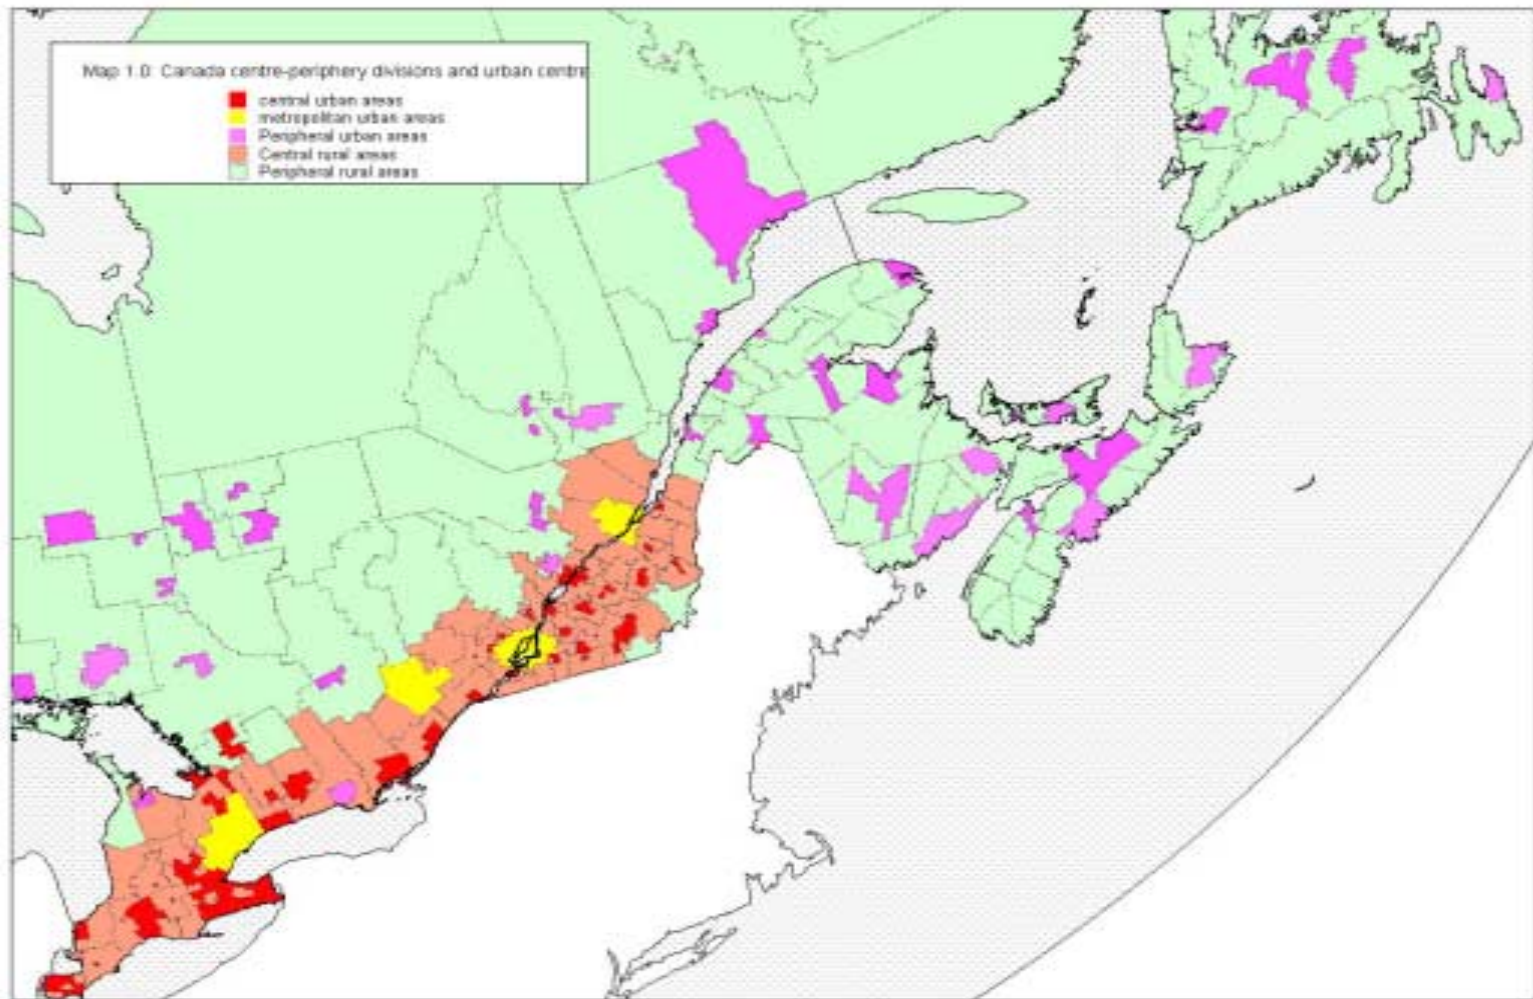 Map 1.0: Canada centre-periphery divisions and urban centre
central urban areas
metropolitan urban areas
Peripheral urban areas
Central rural areas
Peripheral rural areas